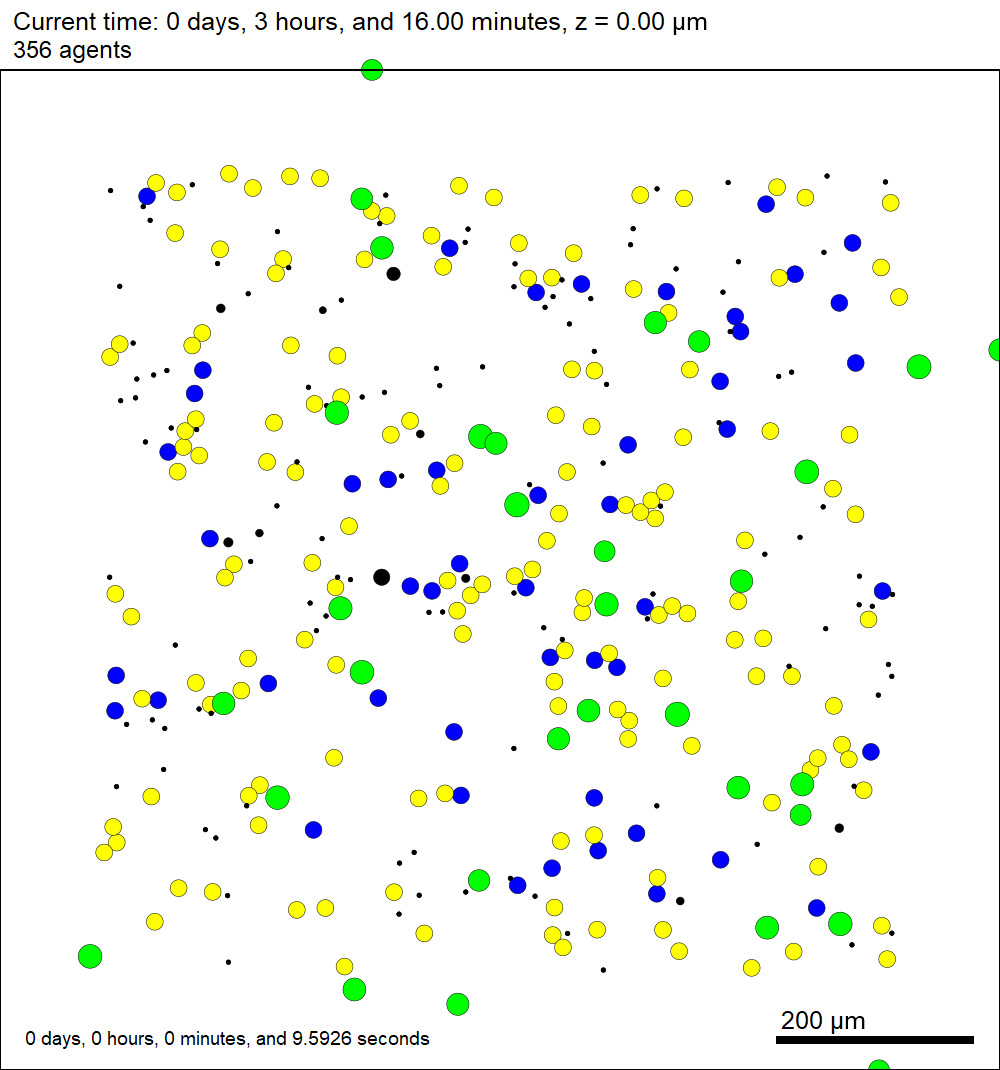 Current time: 0 days, 3 hours, and 16.00 minutes, z = 0.00 µm
356 agents
200 µm
0 days, 0 hours, 0 minutes, and 9.5926 seconds